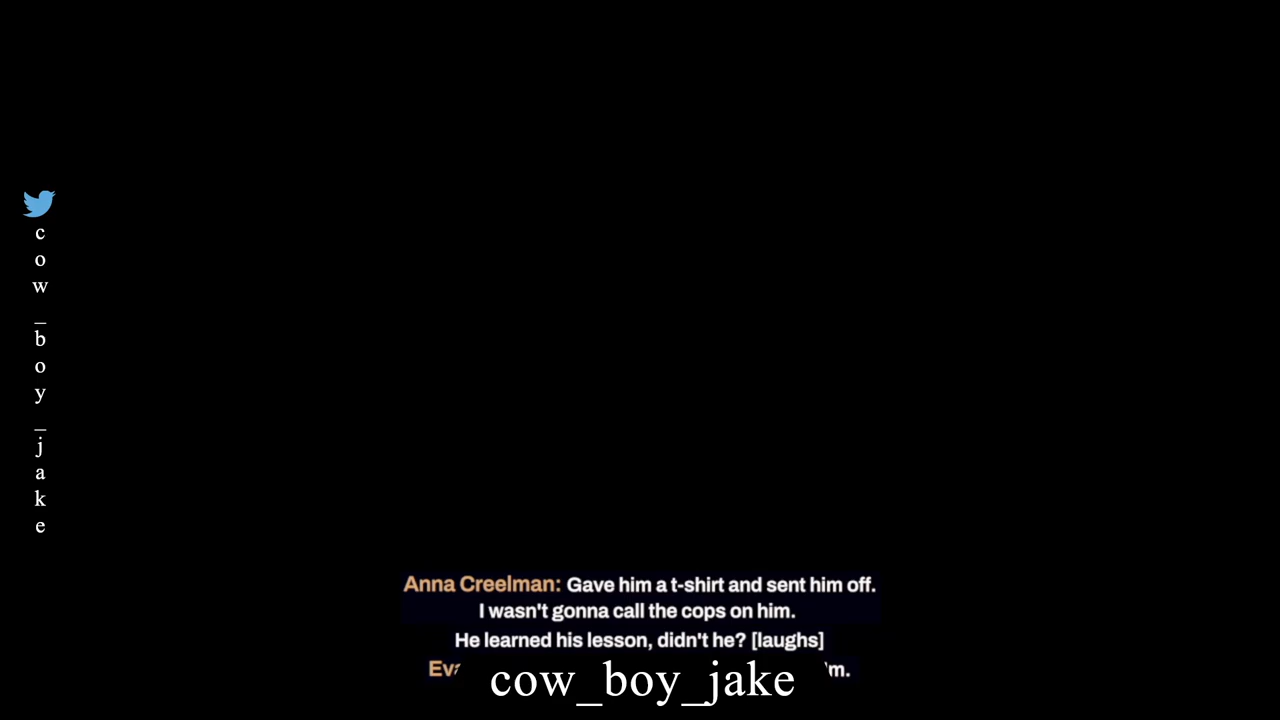 cow_boy_jake
Anna Creelman: Gave him a t-shirt and sent him off.
I wasn't gonna call the cops on him.
He learned his lesson, didn't he? [laughs]
cow_boy_jake